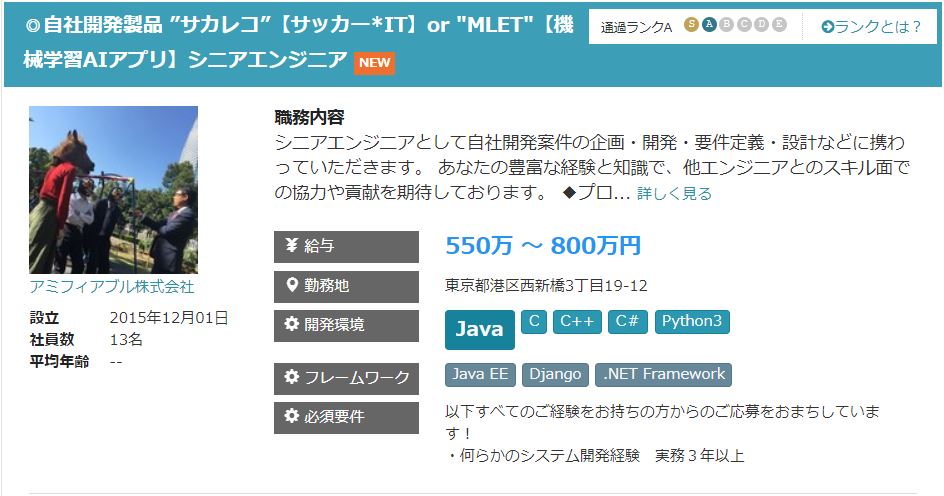 ◎自社開発製品 ”サカレコ”【サッカー*IT】or "MLET"【機
械学習AIアプリ】シニアエンジニア NEW
通過ランクA S A B C D E ランクとは？
職務内容
シニアエンジニアとして自社開発案件の企画・開発・要件定義・設計などに携わ
っていただきます。 あなたの豊富な経験と知識で、他エンジニアとのスキル面で
の協力や貢献を期待しております。 ◆プロ... 詳しく見る
アミフィアブル株式会社
設立 2015年12月01日
社員数 13名
平均年齢 --
給与 550万 〜 800万円
勤務地 東京都港区西新橋3丁目19-12
開発環境 Java C C++ C# Python3
フレームワーク Java EE Django .NET Framework
必須要件 以下すべてのご経験をお持ちの方からのご応募をおまちしていま
す！
・何らかのシステム開発経験　実務３年以上